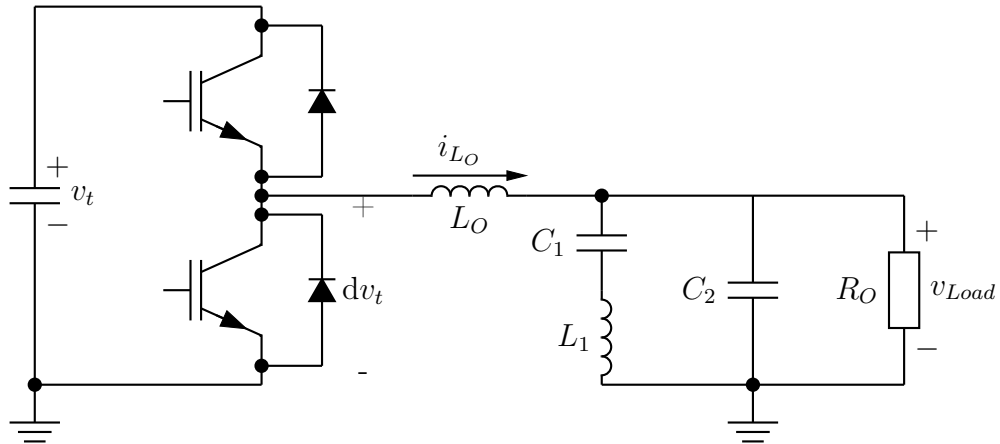 i_{L_O}
+
v_t
−
+
L_O
C_1
+
dv_t
C_2
R_O
v_{Load}
L_1
−
-